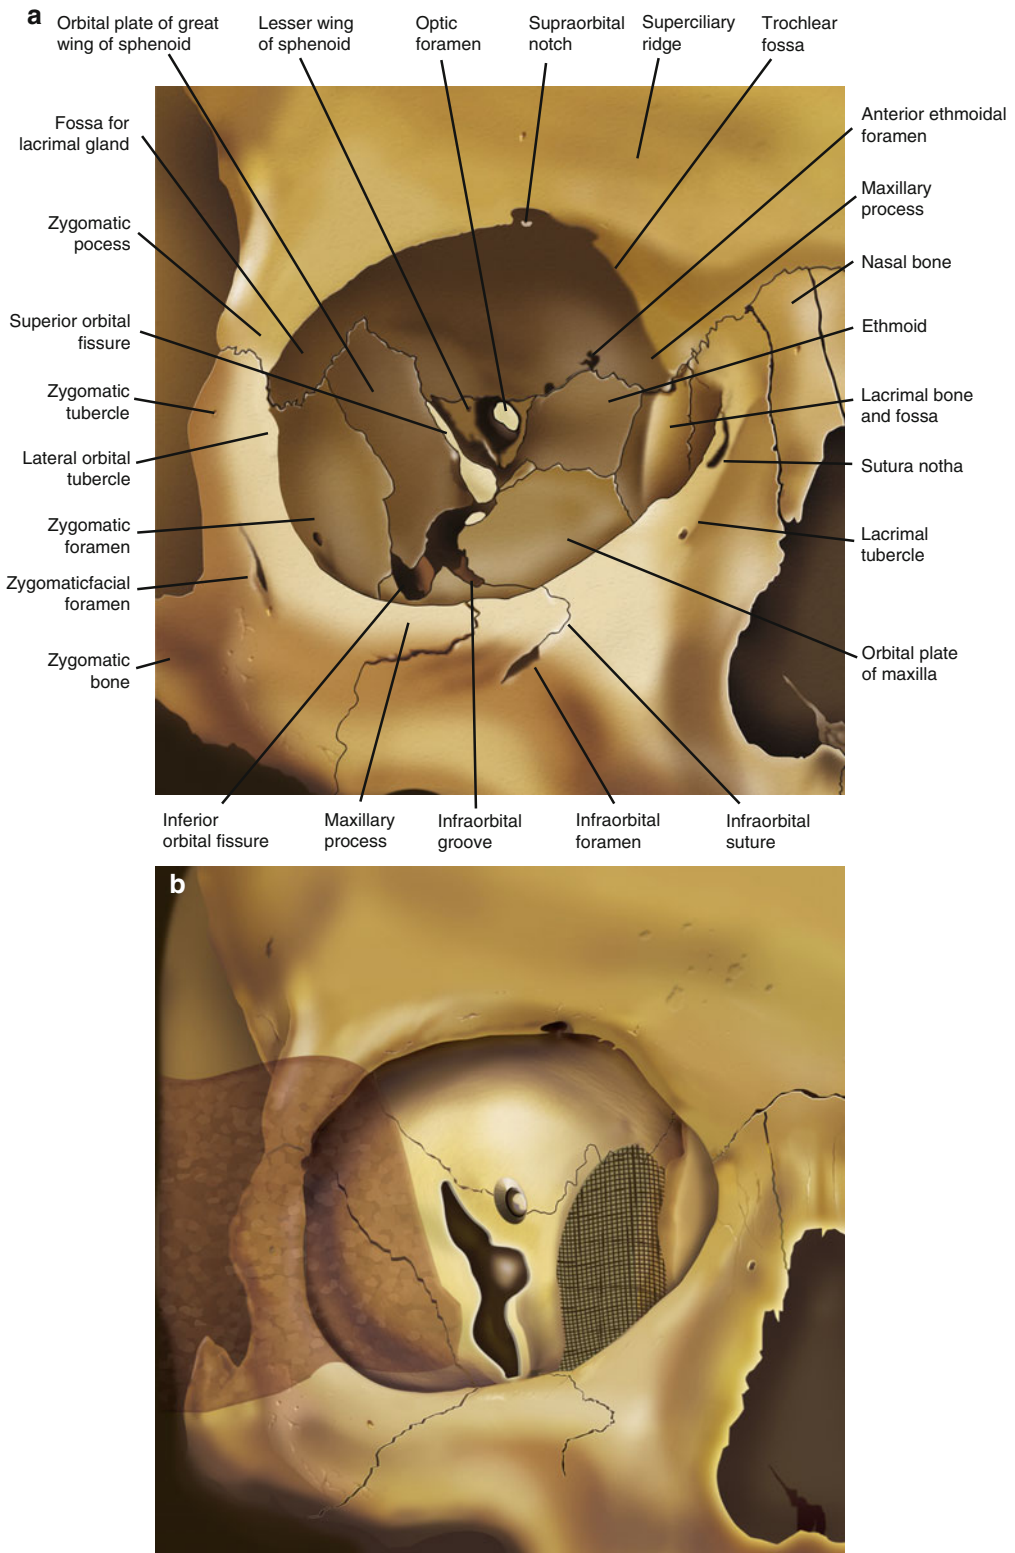 a
Orbital plate of great
wing of sphenoid
Lesser wing
of sphenoid
Optic
foramen
Supraorbital
notch
Superciliary
ridge
Trochlear
fossa
Fossa for
lacrimal gland
Zygomatic
pocess
Superior orbital
fissure
Zygomatic
tubercle
Lateral orbital
tubercle
Zygomatic
foramen
Zygomaticfacial
foramen
Zygomatic
bone
Anterior ethmoidal
foramen
Maxillary
process
Nasal bone
Ethmoid
Lacrimal bone
and fossa
Sutura notha
Lacrimal
tubercle
Orbital plate
of maxilla
Inferior
orbital fissure
Maxillary
process
Infraorbital
groove
Infraorbital
foramen
Infraorbital
suture
b